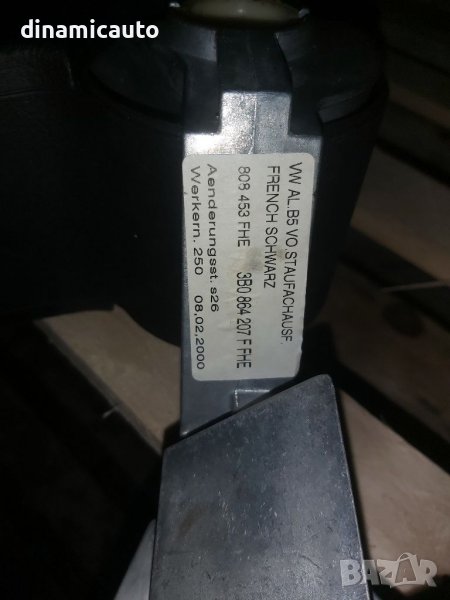 dinamicauto
VW AL.B5 VO.STAUFACHAUSF.
FRENCH SCHWARZ
808 453 FHE 3B0 864 207 F FHE
Aenderungsst. s26
Werkern. 250 08,02,2000
BAZAR